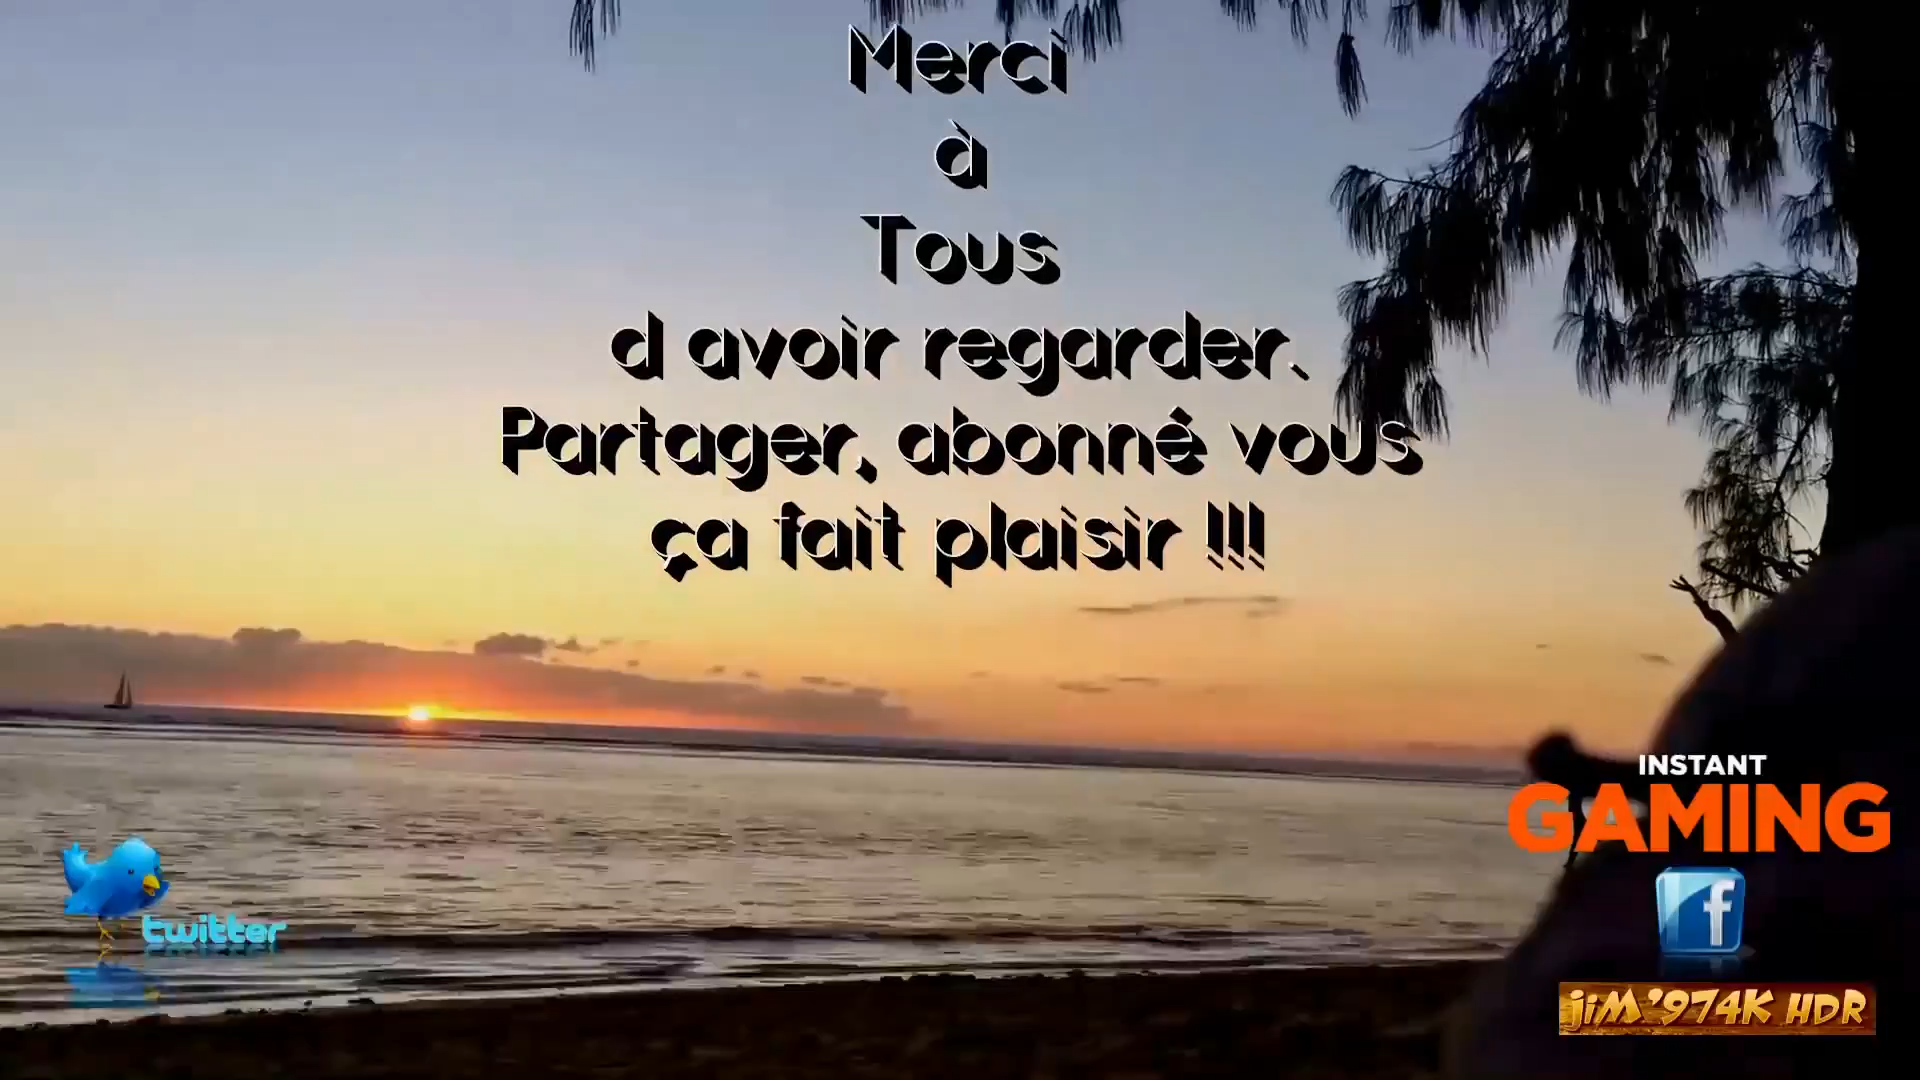 Merci
à
Tous
d avoir regarder.
Partager, abonné vous
ça fait plaisir !!!
INSTANT
GAMING
f
twitter
jiM'974K HDR